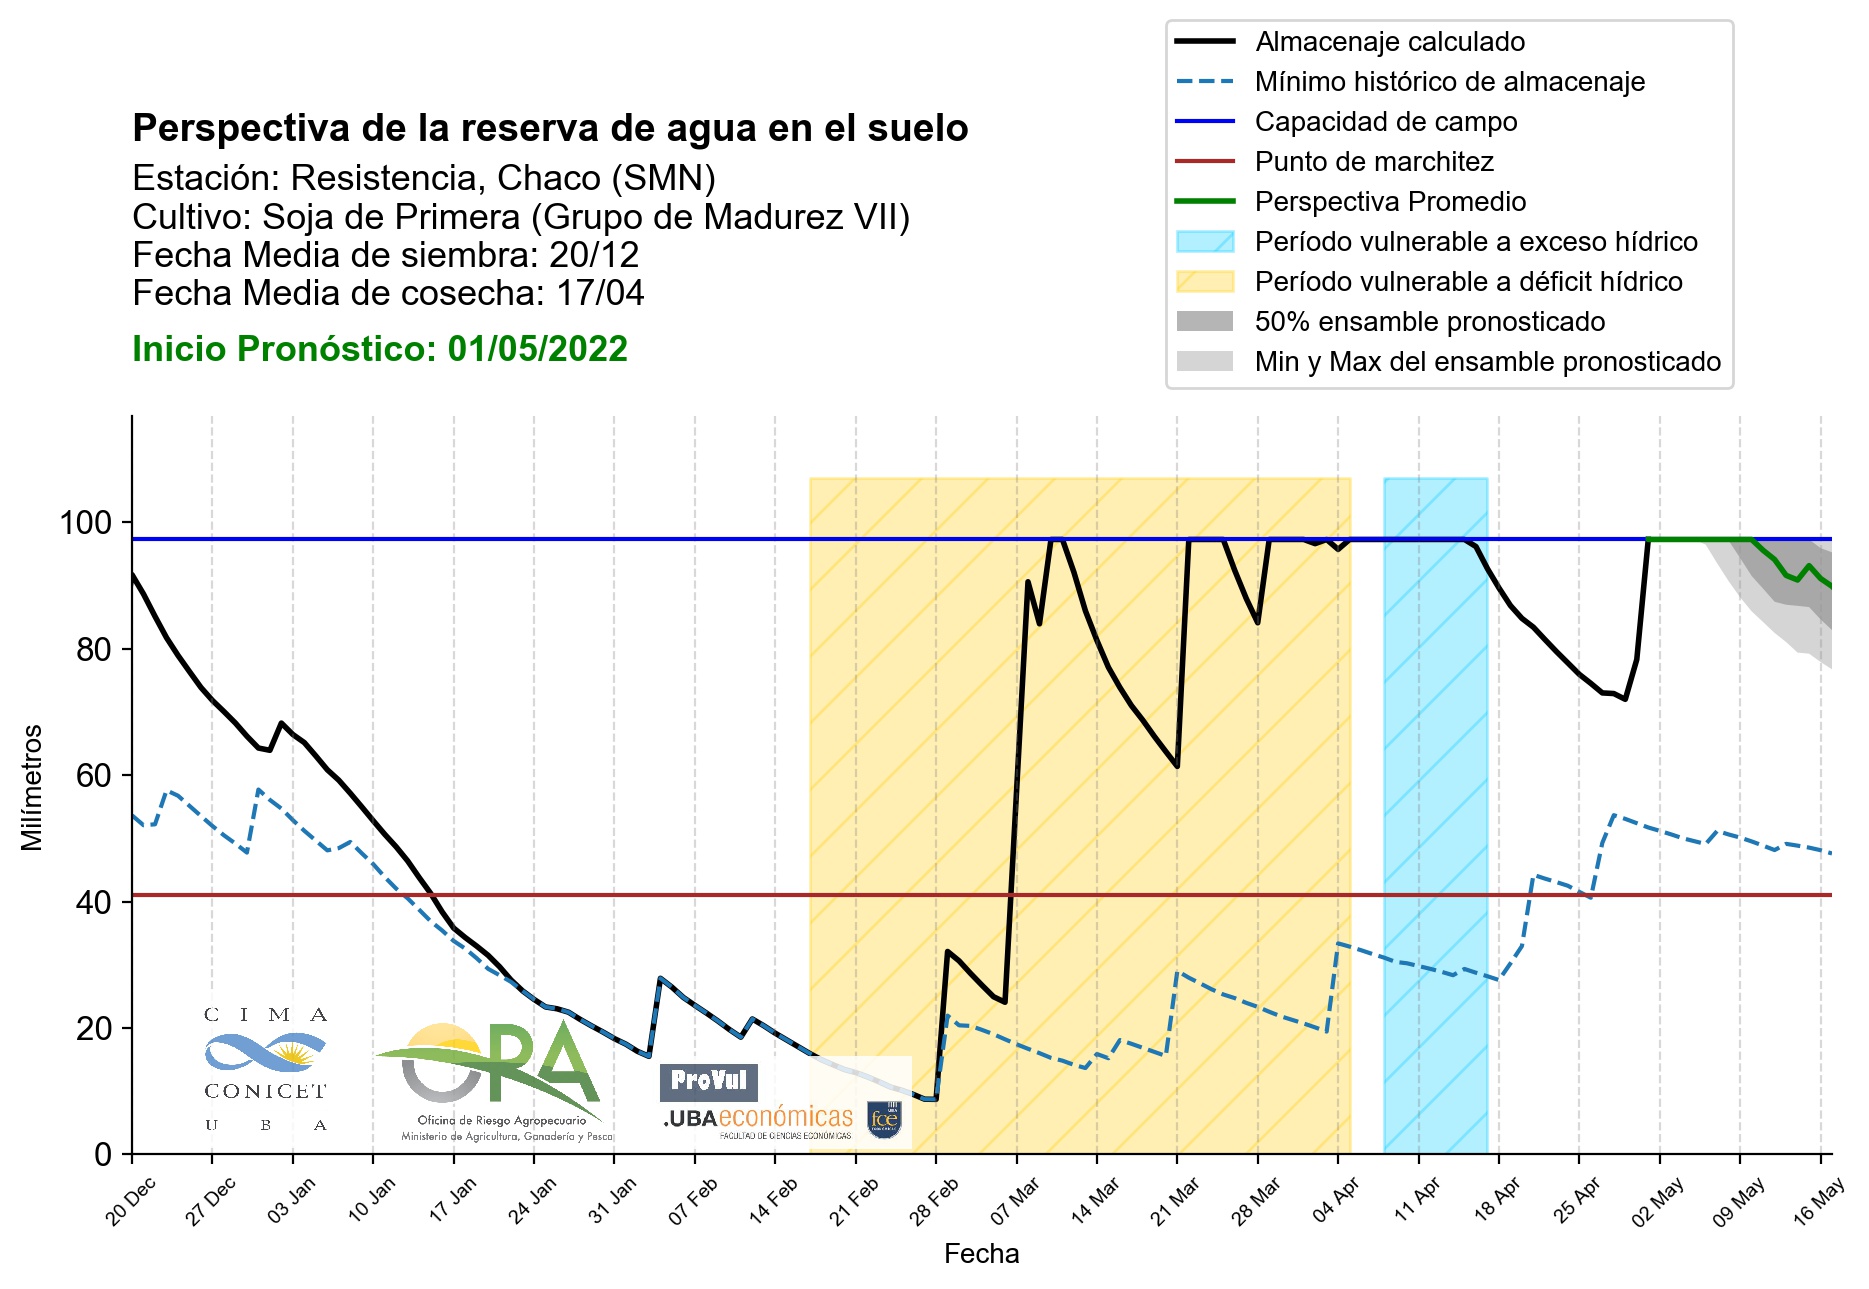 Almacenaje calculado
Mínimo histórico de almacenaje
Capacidad de campo
Punto de marchitez
Perspectiva Promedio
Período vulnerable a exceso hídrico
Período vulnerable a déficit hídrico
50% ensamble pronosticado
Min y Max del ensamble pronosticado
Perspectiva de la reserva de agua en el suelo
Estación: Resistencia, Chaco (SMN)
Cultivo: Soja de Primera (Grupo de Madurez VII)
Fecha Media de siembra: 20/12
Fecha Media de cosecha: 17/04
Inicio Pronóstico: 01/05/2022
Milímetros
100
80
60
40
20
0
CIMA
CONICET
UBA
ORA
Oficina de Riesgo Agropecuario
Ministerio de Agricultura, Ganadería y Pesca
ProVul
.UBAeconómicas
FACULTAD DE CIENCIAS ECONÓMICAS
fce
20 Dec
27 Dec
03 Jan
10 Jan
17 Jan
24 Jan
31 Jan
07 Feb
14 Feb
21 Feb
28 Feb
07 Mar
14 Mar
21 Mar
28 Mar
04 Apr
11 Apr
18 Apr
25 Apr
02 May
09 May
16 May
Fecha